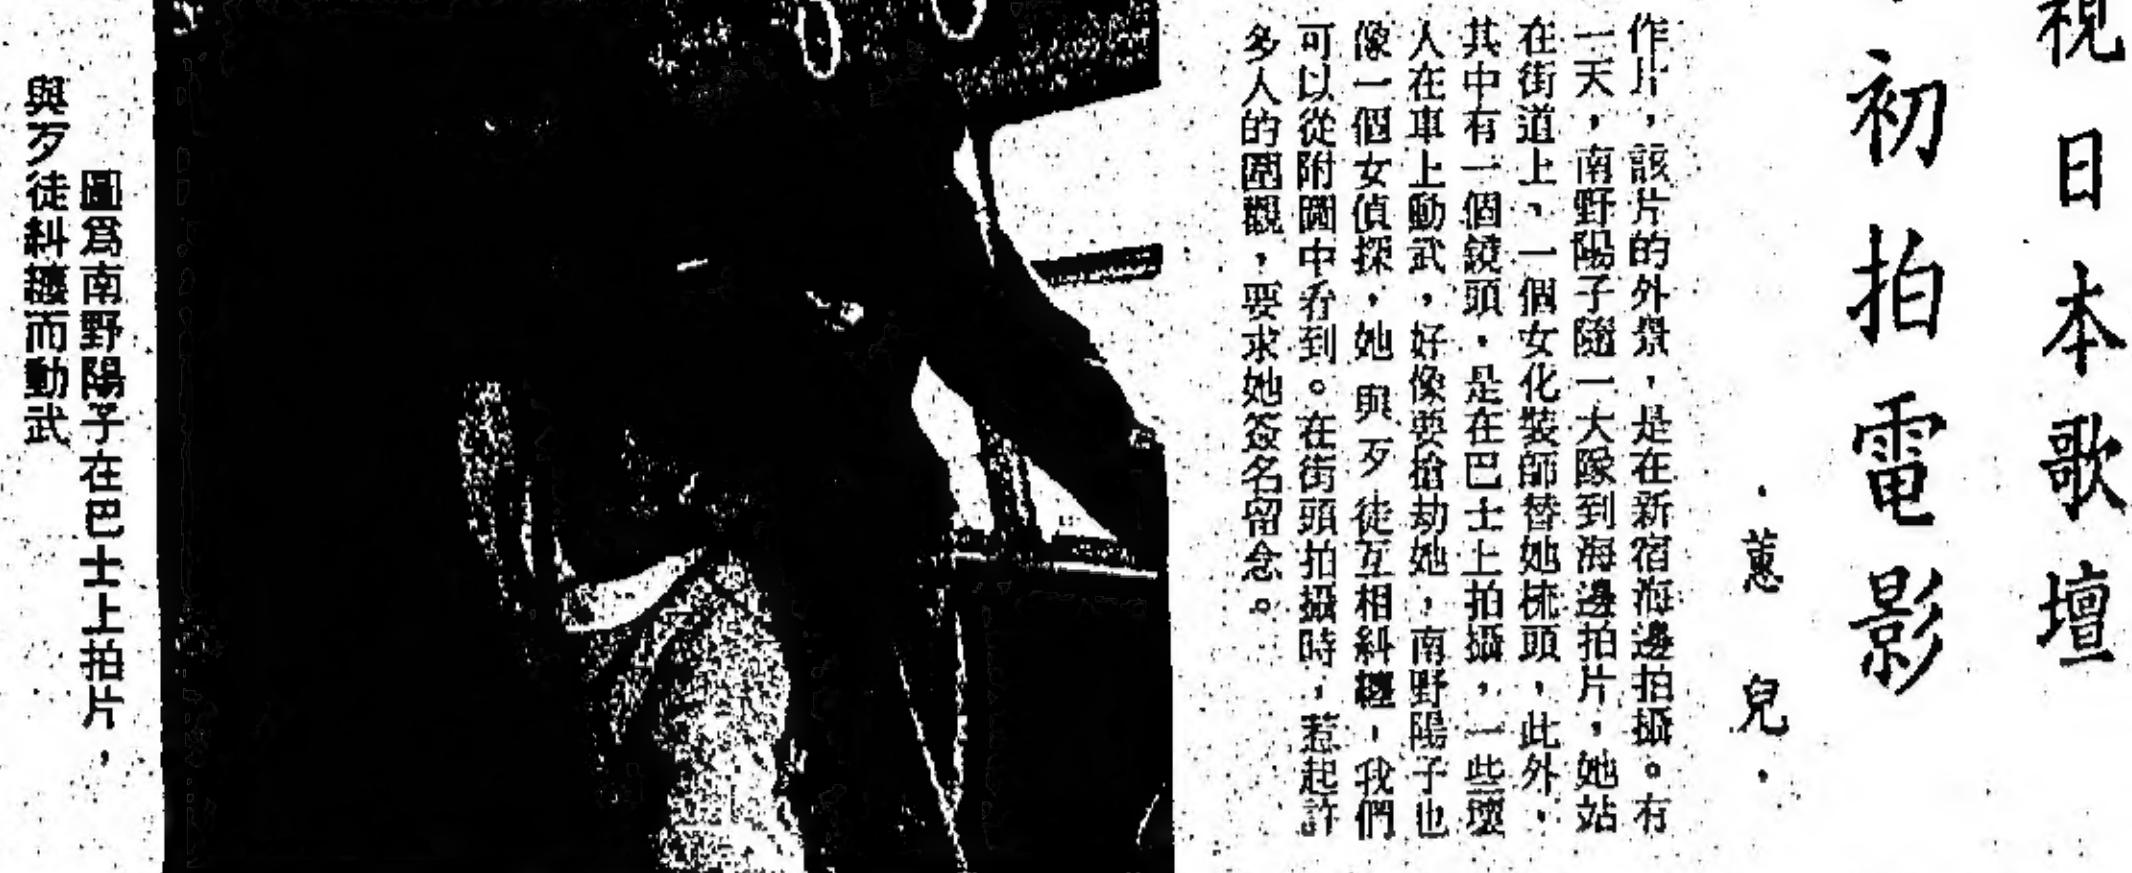 視日本歌壇
初拍電影
·蕙兒·
作片，該片的外景，是在新宿海邊拍攝。有
一天，南野陽子隨一大隊到海邊拍片，她站
在街道上，一個女化裝師替她梳頭，此外，
其中有一個鏡頭，是在巴士上拍攝，一些壞
人在車上動武，好像要搶劫她，南野陽子也
像一個女偵探，她與歹徒互相糾纏，我們
可以從附圖中看到。在街頭拍攝時，惹起許
多人的圍觀，要求她簽名留念。
圖爲南野陽子在巴士上拍片，
與歹徒糾纏而動武